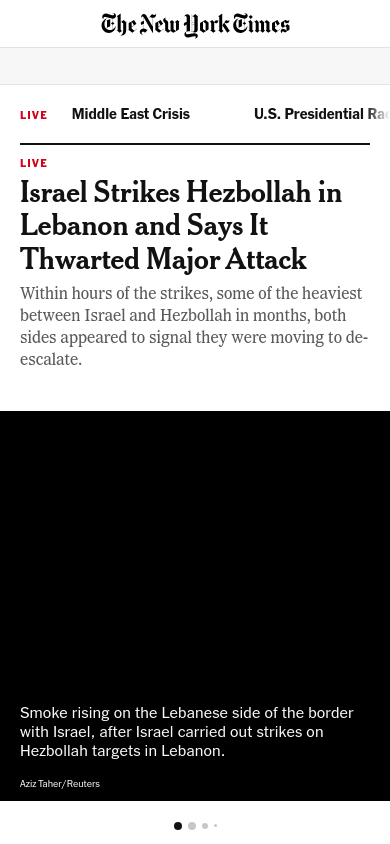 The New York Times
LIVE Middle East Crisis U.S. Presidential
LIVE
Israel Strikes Hezbollah in
Lebanon and Says It
Thwarted Major Attack
Within hours of the strikes, some of the heaviest
between Israel and Hezbollah in months, both
sides appeared to signal they were moving to de-
escalate.
Smoke rising on the Lebanese side of the border
with Israel, after Israel carried out strikes on
Hezbollah targets in Lebanon.
Aziz Taher/Reuters